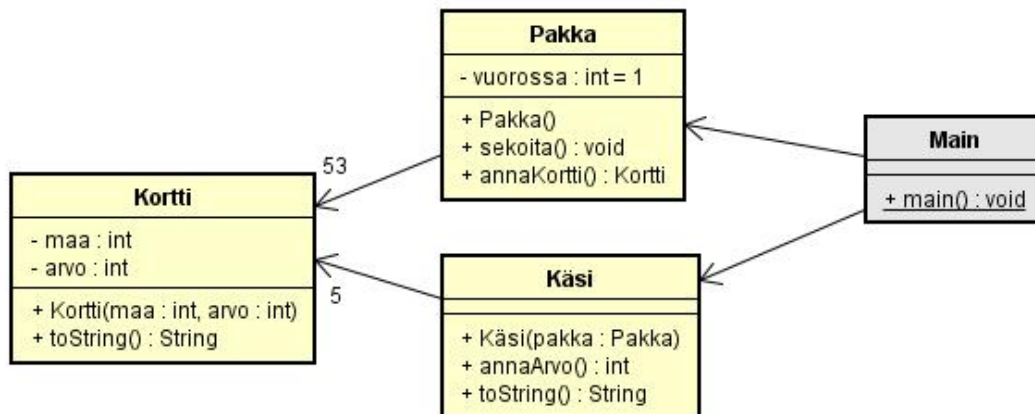 Pakka
- vuorossa : int = 1
+ Pakka()
+ sekoita() : void
+ annaKortti() : Kortti
Main
+ main() : void
53
Kortti
- maa : int
- arvo : int
+ Kortti(maa : int, arvo : int)
+ toString() : String
5
Käsi
+ Käsi(pakka : Pakka)
+ annaArvo() : int
+ toString() : String